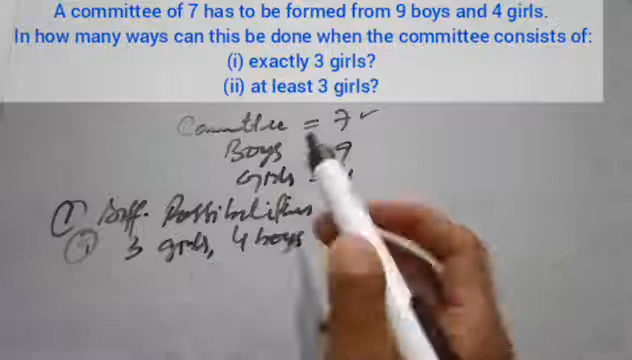 A committee of 7 has to be formed from 9 boys and 4 girls.
In how many ways can this be done when the committee consists of:
(i) exactly 3 girls?
(ii) at least 3 girls?
Committee = 7 ✓
Boys 9
Girls
Diff. Possibilities
3 girls, 4 boys